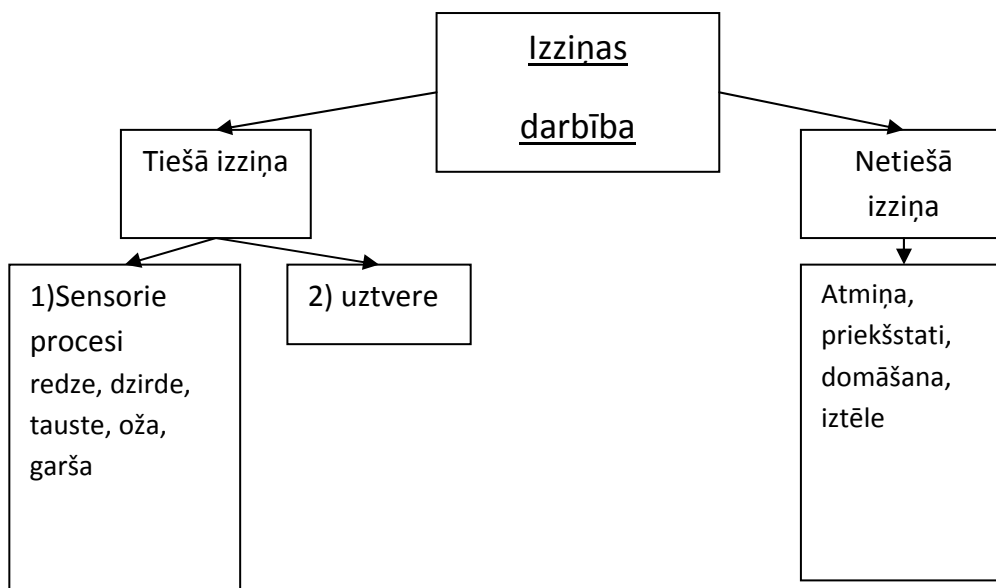 Izziņas
darbība
Tiešā izziņa
Netiešā
izziņa
1)Sensorie
procesi
redze, dzirde,
tauste, oža,
garša
2) uztvere
Atmiņa,
priekšstati,
domāšana,
iztēle